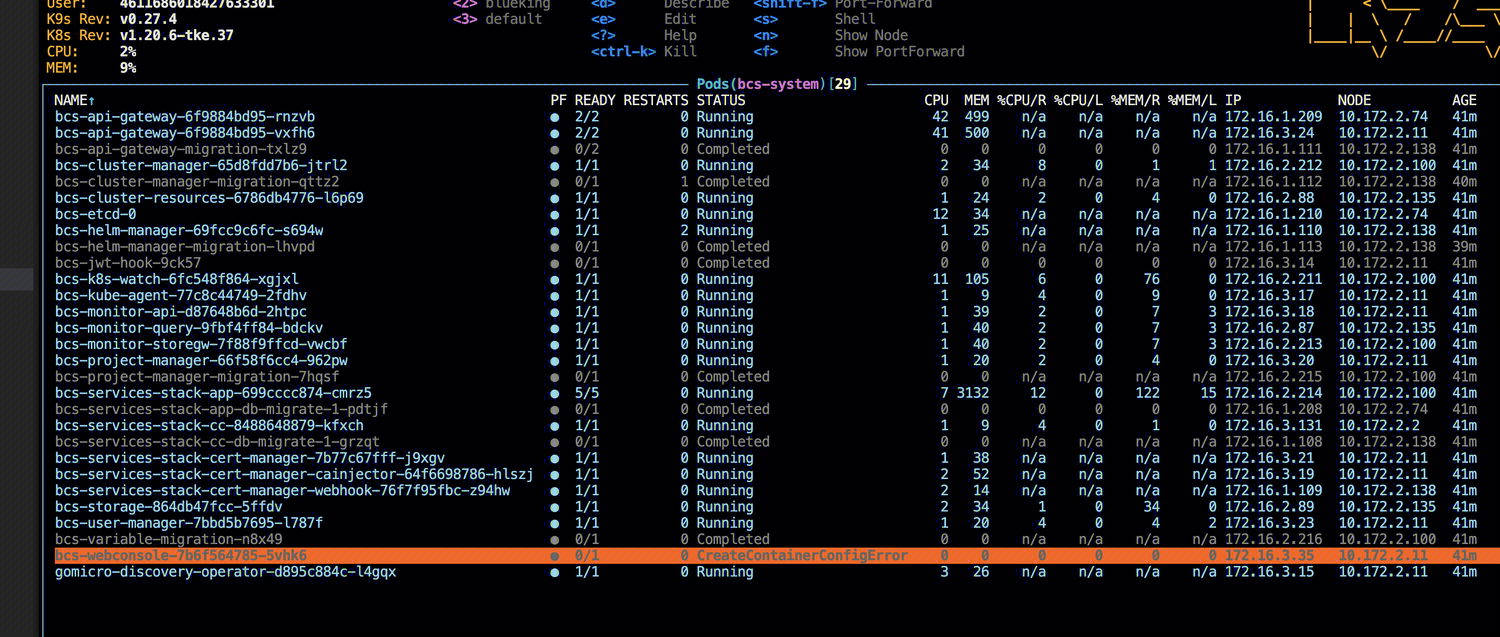 User: 4611686018427633301 <2> blueking <d> Describe <shift-f> Port-Forward
K9s Rev: v0.27.4 <3> default <e> Edit <s> Shell
K8s Rev: v1.20.6-tke.37 <?> Help <n> Show Node
CPU: 2% <ctrl-k> Kill <f> Show PortForward
MEM: 9%
Pods(bcs-system)[29]
NAME↑ PF READY RESTARTS STATUS CPU MEM %CPU/R %CPU/L %MEM/R %MEM/L IP NODE AGE
bcs-api-gateway-6f9884bd95-rnzvb ● 2/2 0 Running 42 499 n/a n/a n/a n/a 172.16.1.209 10.172.2.74 41m
bcs-api-gateway-6f9884bd95-vxfh6 ● 2/2 0 Running 41 500 n/a n/a n/a n/a 172.16.3.24 10.172.2.11 41m
bcs-api-gateway-migration-txlz9 ● 0/2 0 Completed 0 0 0 0 0 0 172.16.1.111 10.172.2.138 41m
bcs-cluster-manager-65d8fdd7b6-jtrl2 ● 1/1 0 Running 2 34 8 0 1 1 172.16.2.212 10.172.2.100 41m
bcs-cluster-manager-migration-qttz2 ● 0/1 1 Completed 0 0 n/a n/a n/a n/a 172.16.1.112 10.172.2.138 40m
bcs-cluster-resources-6786db4776-l6p69 ● 1/1 0 Running 1 24 2 0 4 0 172.16.2.88 10.172.2.135 41m
bcs-etcd-0 ● 1/1 0 Running 12 34 n/a n/a n/a n/a 172.16.1.210 10.172.2.74 41m
bcs-helm-manager-69fcc9c6fc-s694w ● 1/1 2 Running 1 25 n/a n/a n/a n/a 172.16.1.110 10.172.2.138 41m
bcs-helm-manager-migration-lhvpd ● 0/1 0 Completed 0 0 n/a n/a n/a n/a 172.16.1.113 10.172.2.138 39m
bcs-jwt-hook-9ck57 ● 0/1 0 Completed 0 0 0 0 0 0 172.16.3.14 10.172.2.11 41m
bcs-k8s-watch-6fc548f864-xgjxl ● 1/1 0 Running 11 105 6 0 76 0 172.16.2.211 10.172.2.100 41m
bcs-kube-agent-77c8c44749-2fdhv ● 1/1 0 Running 1 9 4 0 9 0 172.16.3.17 10.172.2.11 41m
bcs-monitor-api-d87648b6d-2htpc ● 1/1 0 Running 1 39 2 0 7 3 172.16.3.18 10.172.2.11 41m
bcs-monitor-query-9fbf4ff84-bdckv ● 1/1 0 Running 1 40 2 0 7 3 172.16.2.87 10.172.2.135 41m
bcs-monitor-storegw-7f88f9ffcd-vwcbf ● 1/1 0 Running 1 40 2 0 7 3 172.16.2.213 10.172.2.100 41m
bcs-project-manager-66f58f6cc4-962pw ● 1/1 0 Running 1 20 2 0 4 0 172.16.3.20 10.172.2.11 41m
bcs-project-manager-migration-7hqsf ● 0/1 0 Completed 0 0 n/a n/a n/a n/a 172.16.2.215 10.172.2.100 41m
bcs-services-stack-app-699cccc874-cmrz5 ● 5/5 0 Running 7 3132 12 0 122 15 172.16.2.214 10.172.2.100 41m
bcs-services-stack-app-db-migrate-1-pdtjf ● 0/1 0 Completed 0 0 0 0 0 0 172.16.1.208 10.172.2.74 41m
bcs-services-stack-cc-8488648879-kfxch ● 1/1 0 Running 1 9 4 0 1 0 172.16.3.131 10.172.2.2 41m
bcs-services-stack-cc-db-migrate-1-grzqt ● 0/1 0 Completed 0 0 n/a n/a n/a n/a 172.16.1.108 10.172.2.138 41m
bcs-services-stack-cert-manager-7b77c67fff-j9xgv ● 1/1 0 Running 1 38 n/a n/a n/a n/a 172.16.3.21 10.172.2.11 41m
bcs-services-stack-cert-manager-cainjector-64f6698786-hlszj ● 1/1 0 Running 2 52 n/a n/a n/a n/a 172.16.3.19 10.172.2.11 41m
bcs-services-stack-cert-manager-webhook-76f7f95fbc-z94hw ● 1/1 0 Running 2 14 n/a n/a n/a n/a 172.16.1.109 10.172.2.138 41m
bcs-storage-864db47fcc-5ffdv ● 1/1 0 Running 2 34 1 0 34 0 172.16.2.89 10.172.2.135 41m
bcs-user-manager-7bbd5b7695-l787f ● 1/1 0 Running 1 20 4 0 4 2 172.16.3.23 10.172.2.11 41m
bcs-variable-migration-n8x49 ● 0/1 0 Completed 0 0 0 0 0 0 172.16.2.216 10.172.2.100 41m
bcs-webconsole-7b6f564785-5vhk6 ● 0/1 0 CreateContainerConfigError 0 0 0 0 0 0 172.16.3.35 10.172.2.11 41m
gomicro-discovery-operator-d895c884c-l4gqx ● 1/1 0 Running 3 26 n/a n/a n/a n/a 172.16.3.15 10.172.2.11 41m